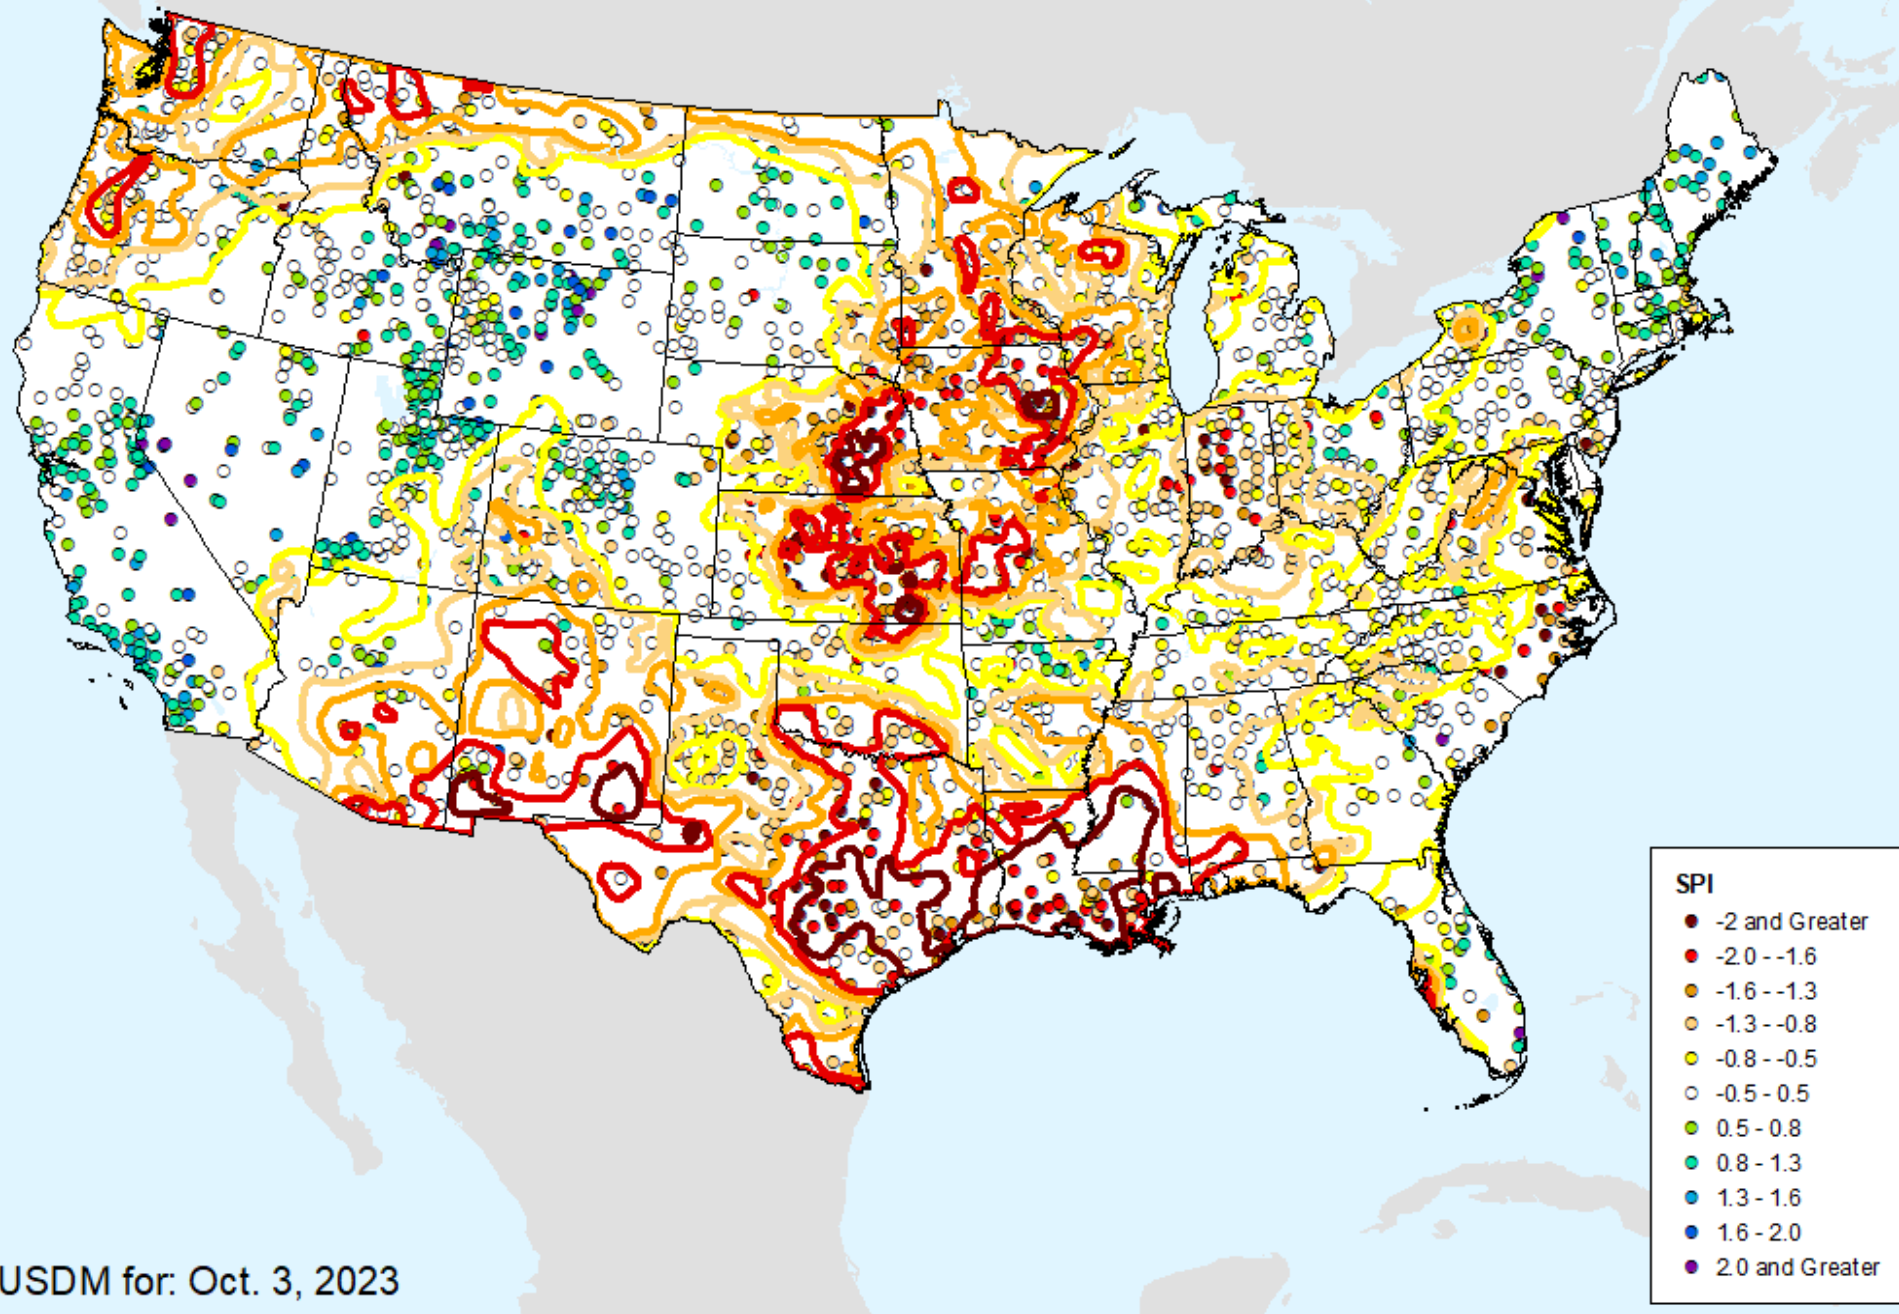 SPI
-2 and Greater
-2.0 - -1.6
-1.6 - -1.3
-1.3 - -0.8
-0.8 - -0.5
-0.5 - 0.5
0.5 - 0.8
0.8 - 1.3
1.3 - 1.6
1.6 - 2.0
2.0 and Greater
USDM for: Oct. 3, 2023